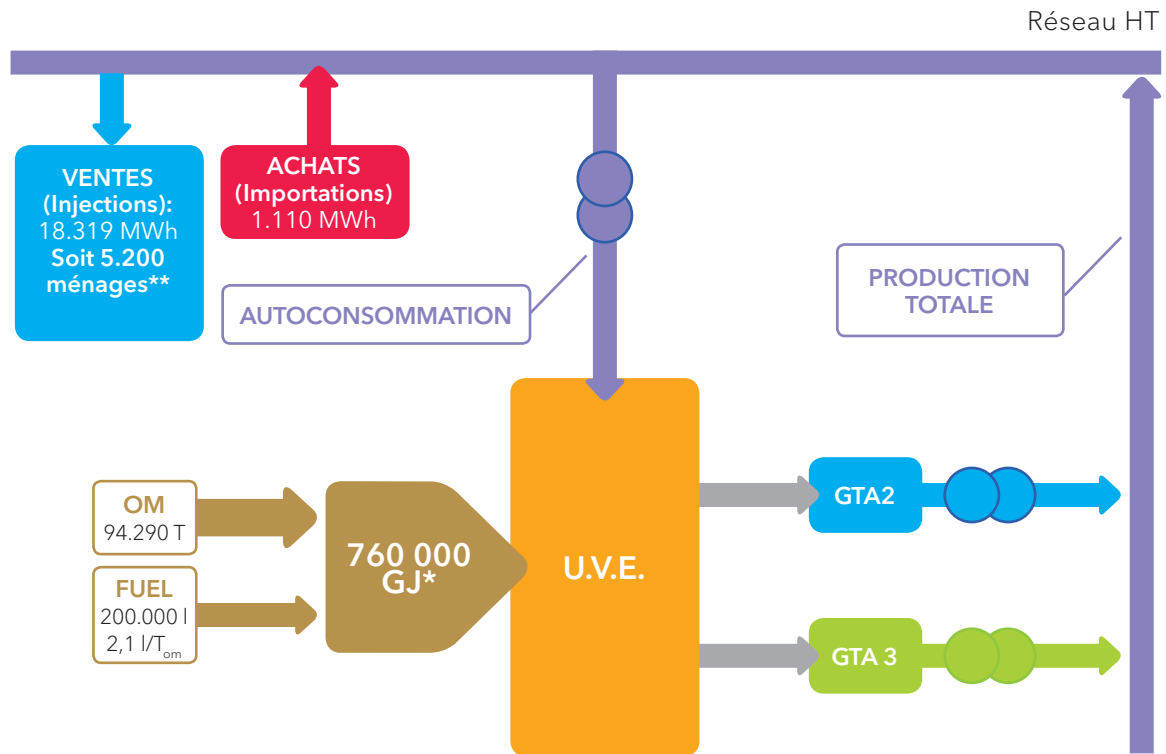 Réseau HT
VENTES
(Injections):
18.319 MWh
Soit 5.200
ménages**
ACHATS
(Importations)
1.110 MWh
AUTOCONSOMMATION
PRODUCTION
TOTALE
OM
94.290 T
FUEL
200.000 l
2,1 l/Tom
760 000
GJ*
U.V.E.
GTA2
GTA 3